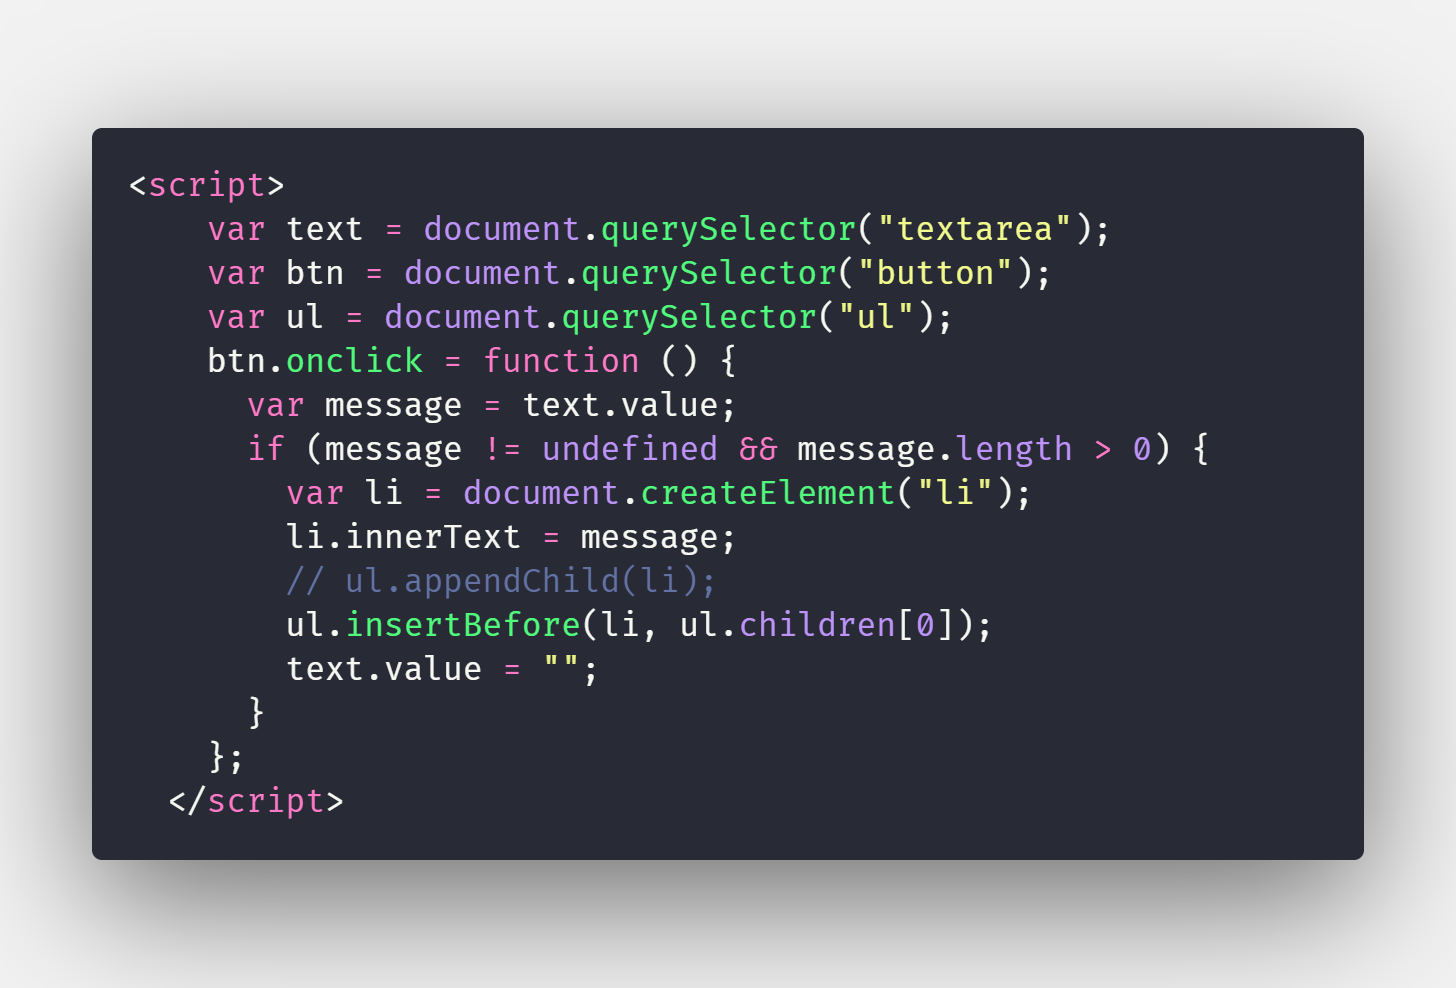 <script>
    var text = document.querySelector("textarea");
    var btn = document.querySelector("button");
    var ul = document.querySelector("ul");
    btn.onclick = function () {
      var message = text.value;
      if (message != undefined && message.length > 0) {
        var li = document.createElement("li");
        li.innerText = message;
        // ul.appendChild(li);
        ul.insertBefore(li, ul.children[0]);
        text.value = "";
      }
    };
  </script>